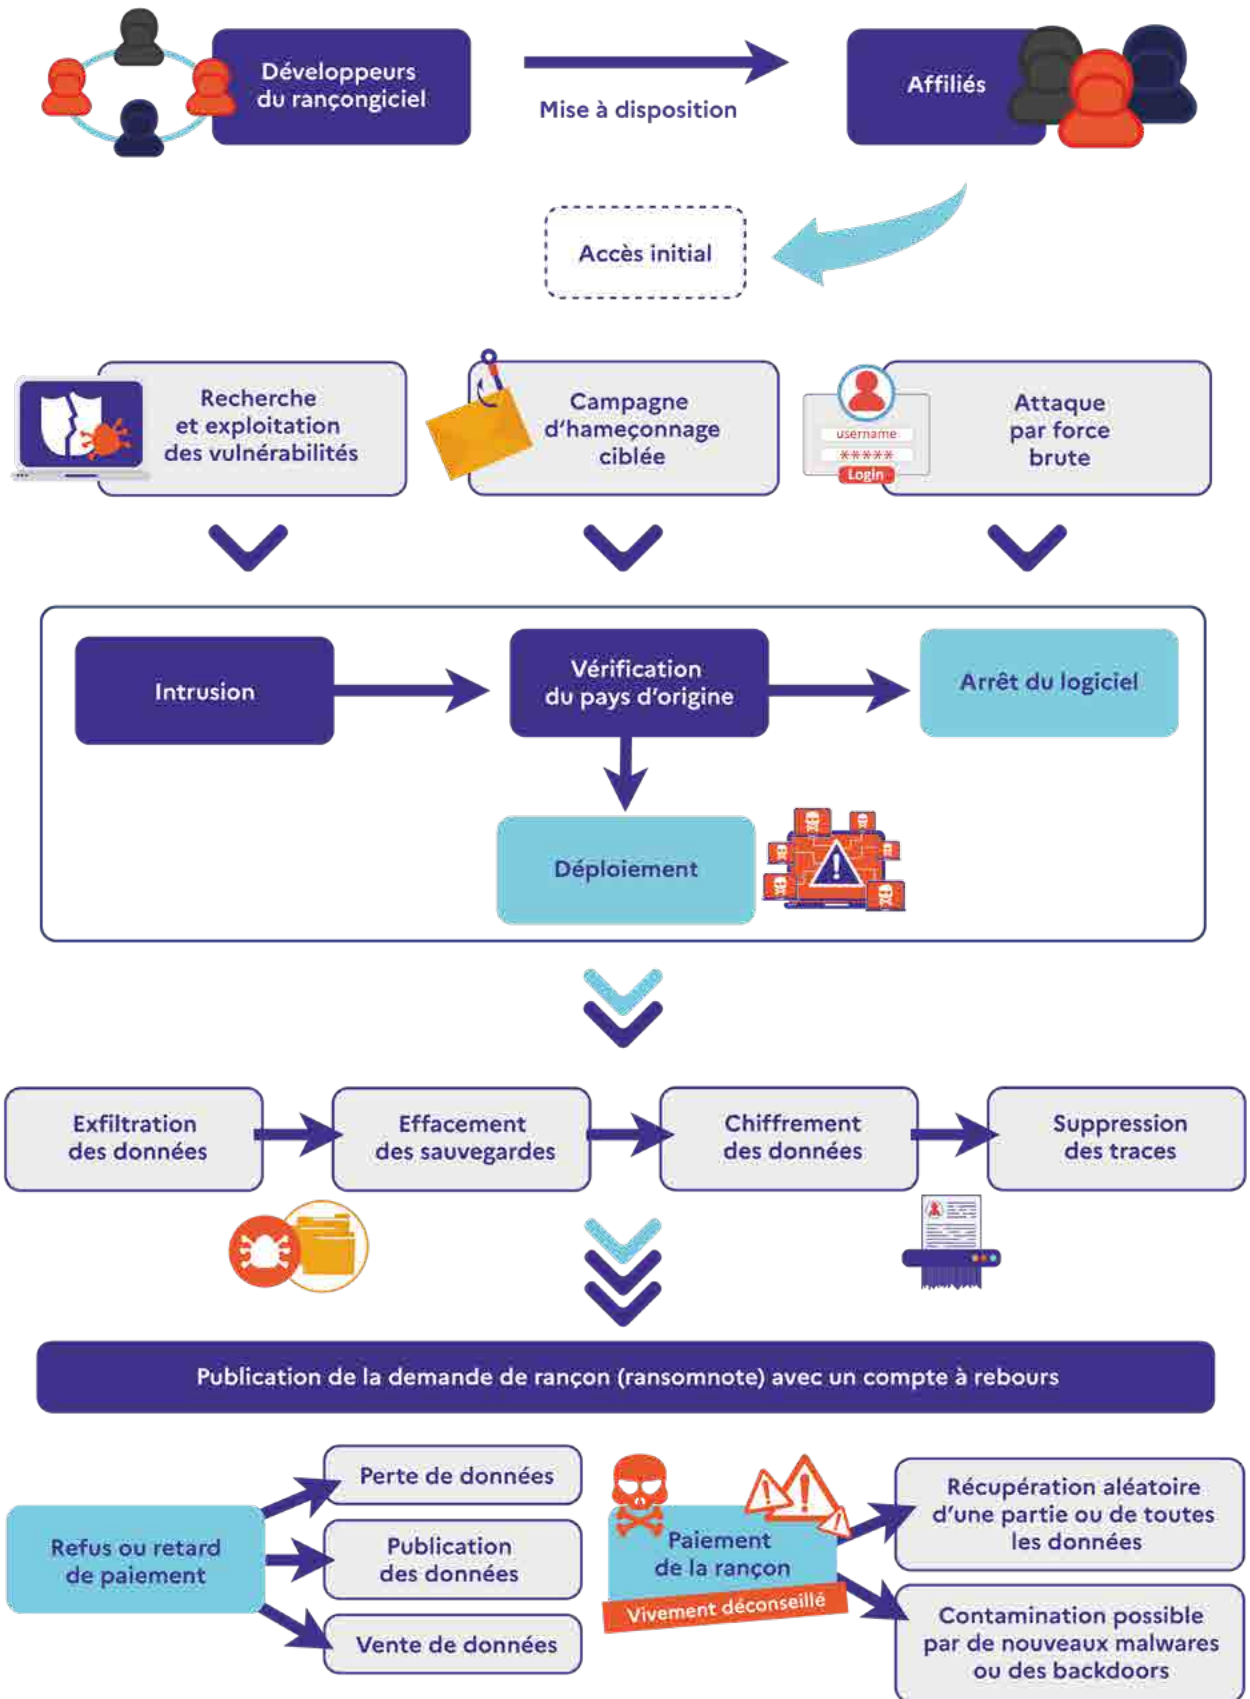 Développeurs
du rançongiciel
Mise à disposition
Affiliés
Accès initial
Recherche
et exploitation
des vulnérabilités
Campagne
d'hameçonnage
ciblée
username
*****
Login
Attaque
par force
brute
Intrusion
Vérification
du pays d'origine
Arrêt du logiciel
Déploiement
Exfiltration
des données
Effacement
des sauvegardes
Chiffrement
des données
Suppression
des traces
Publication de la demande de rançon (ransomnote) avec un compte à rebours
Refus ou retard
de paiement
Perte de données
Publication
des données
Vente de données
Paiement
de la rançon
Vivement déconseillé
Récupération aléatoire
d'une partie ou de toutes
les données
Contamination possible
par de nouveaux malwares
ou des backdoors